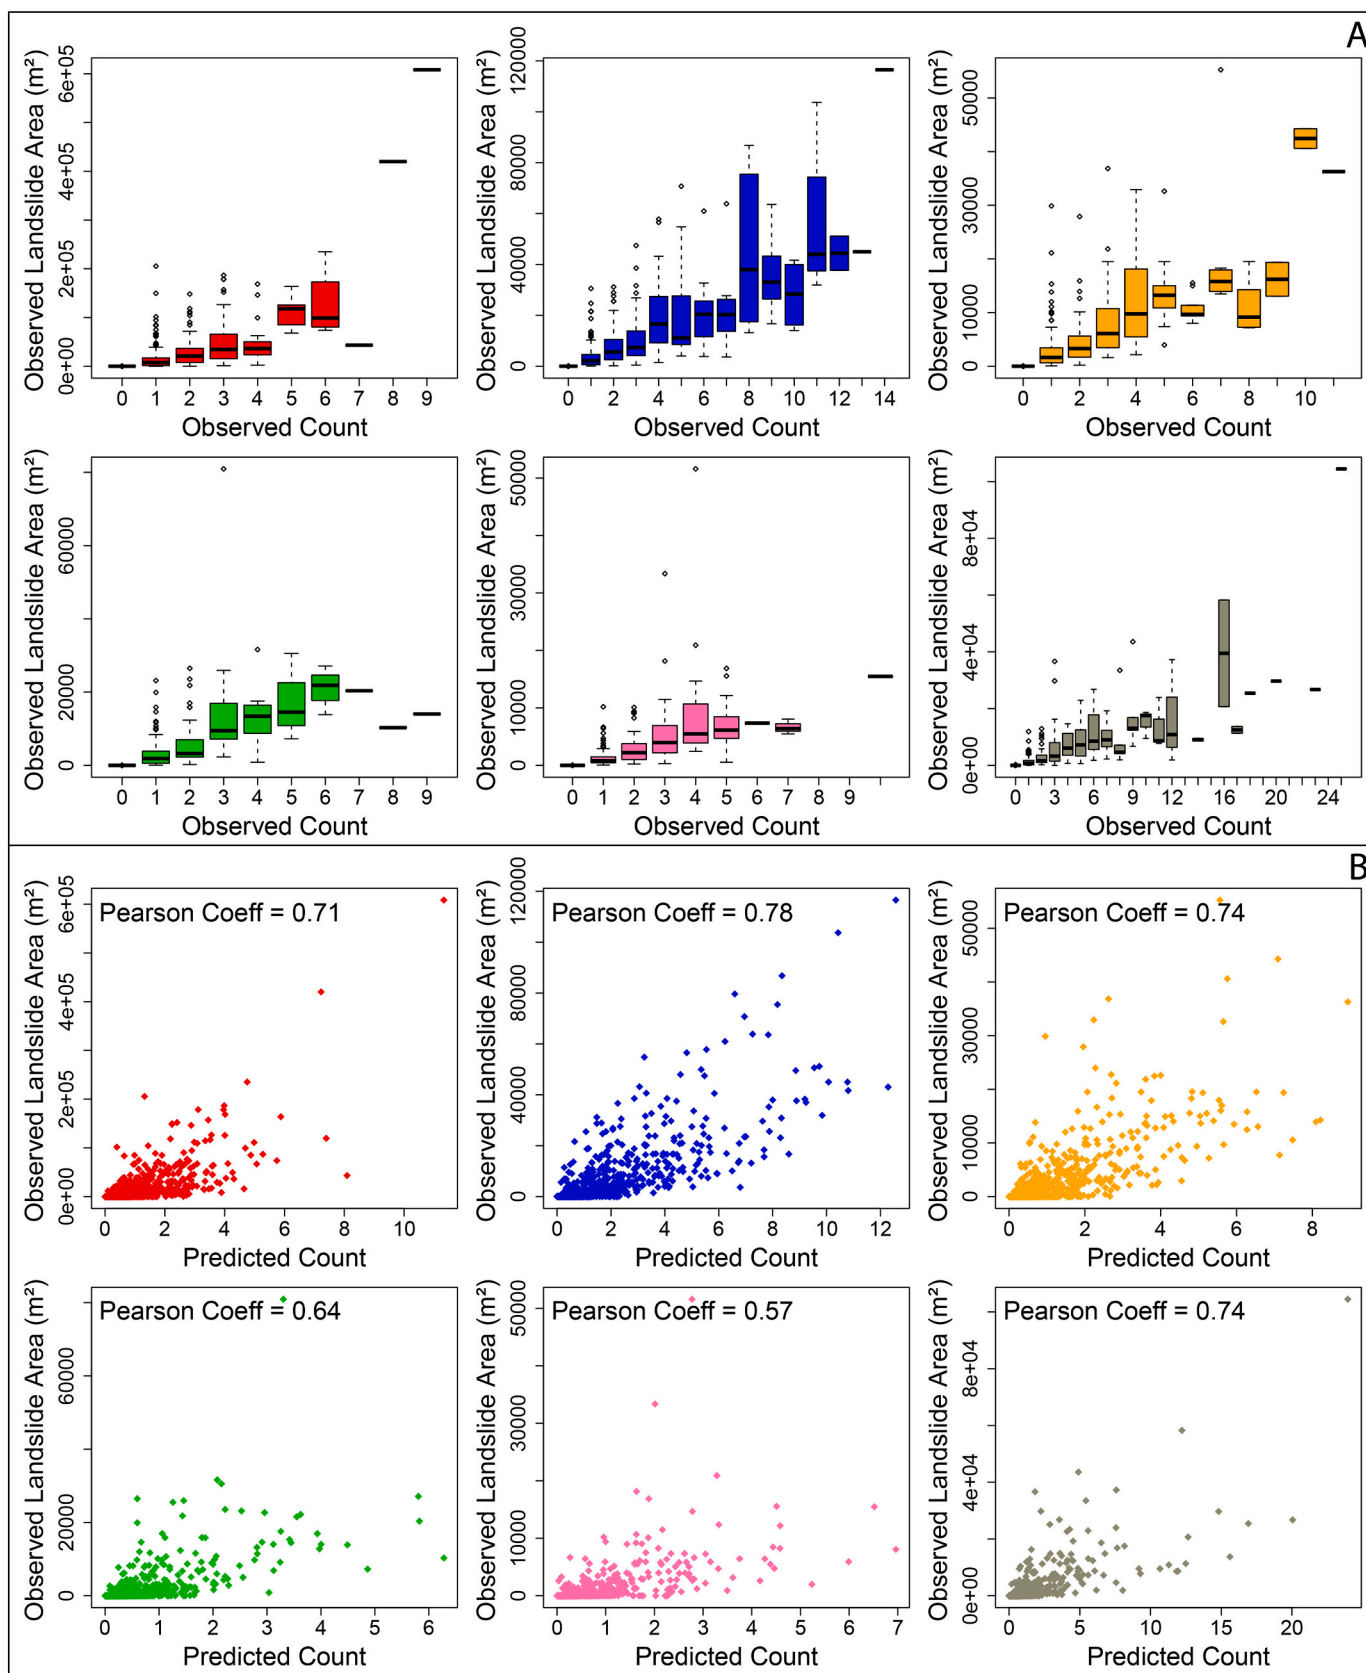 A
Observed Landslide Area (m²)
0e+00 2e+05 4e+05 6e+05
0 1 2 3 4 5 6 7 8 9
Observed Count
Observed Landslide Area (m²)
0 40000 80000 120000
0 2 4 6 8 10 12 14
Observed Count
Observed Landslide Area (m²)
0 10000 30000 50000
0 2 4 6 8 10
Observed Count
Observed Landslide Area (m²)
0 20000 60000
0 1 2 3 4 5 6 7 8 9
Observed Count
Observed Landslide Area (m²)
0 10000 30000 50000
0 1 2 3 4 5 6 7 8 9
Observed Count
Observed Landslide Area (m²)
0e+00 4e+04 8e+04
0 3 6 9 12 16 20 24
Observed Count
B
Observed Landslide Area (m²)
0e+00 2e+05 4e+05 6e+05
Pearson Coeff = 0.71
0 2 4 6 8 10
Predicted Count
Observed Landslide Area (m²)
0 40000 80000 120000
Pearson Coeff = 0.78
0 2 4 6 8 10 12
Predicted Count
Observed Landslide Area (m²)
0 10000 30000 50000
Pearson Coeff = 0.74
0 2 4 6 8
Predicted Count
Observed Landslide Area (m²)
0 20000 60000
Pearson Coeff = 0.64
0 1 2 3 4 5 6
Predicted Count
Observed Landslide Area (m²)
0 10000 30000 50000
Pearson Coeff = 0.57
0 1 2 3 4 5 6 7
Predicted Count
Observed Landslide Area (m²)
0e+00 4e+04 8e+04
Pearson Coeff = 0.74
0 5 10 15 20
Predicted Count